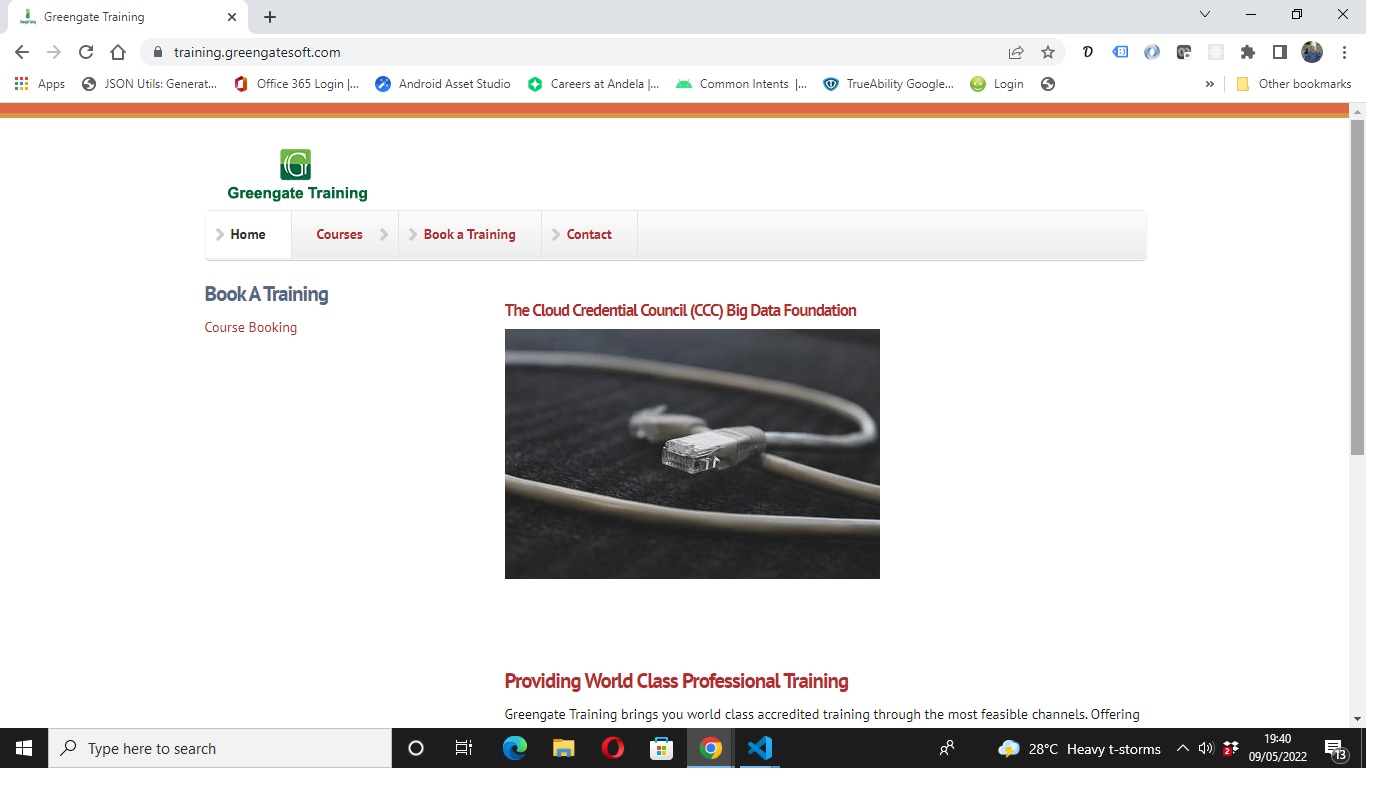 Greengate Training
training.greengatesoft.com
Apps
JSON Utils: Generat...
Office 365 Login |...
Android Asset Studio
Careers at Andela |...
Common Intents |...
TrueAbility Google...
Login
»
Other bookmarks
Greengate Training
Home
Courses
Book a Training
Contact
Book A Training
Course Booking
The Cloud Credential Council (CCC) Big Data Foundation
Providing World Class Professional Training
Greengate Training brings you world class accredited training through the most feasible channels. Offering
Type here to search
28°C Heavy t-storms
2
19:40
09/05/2022
13